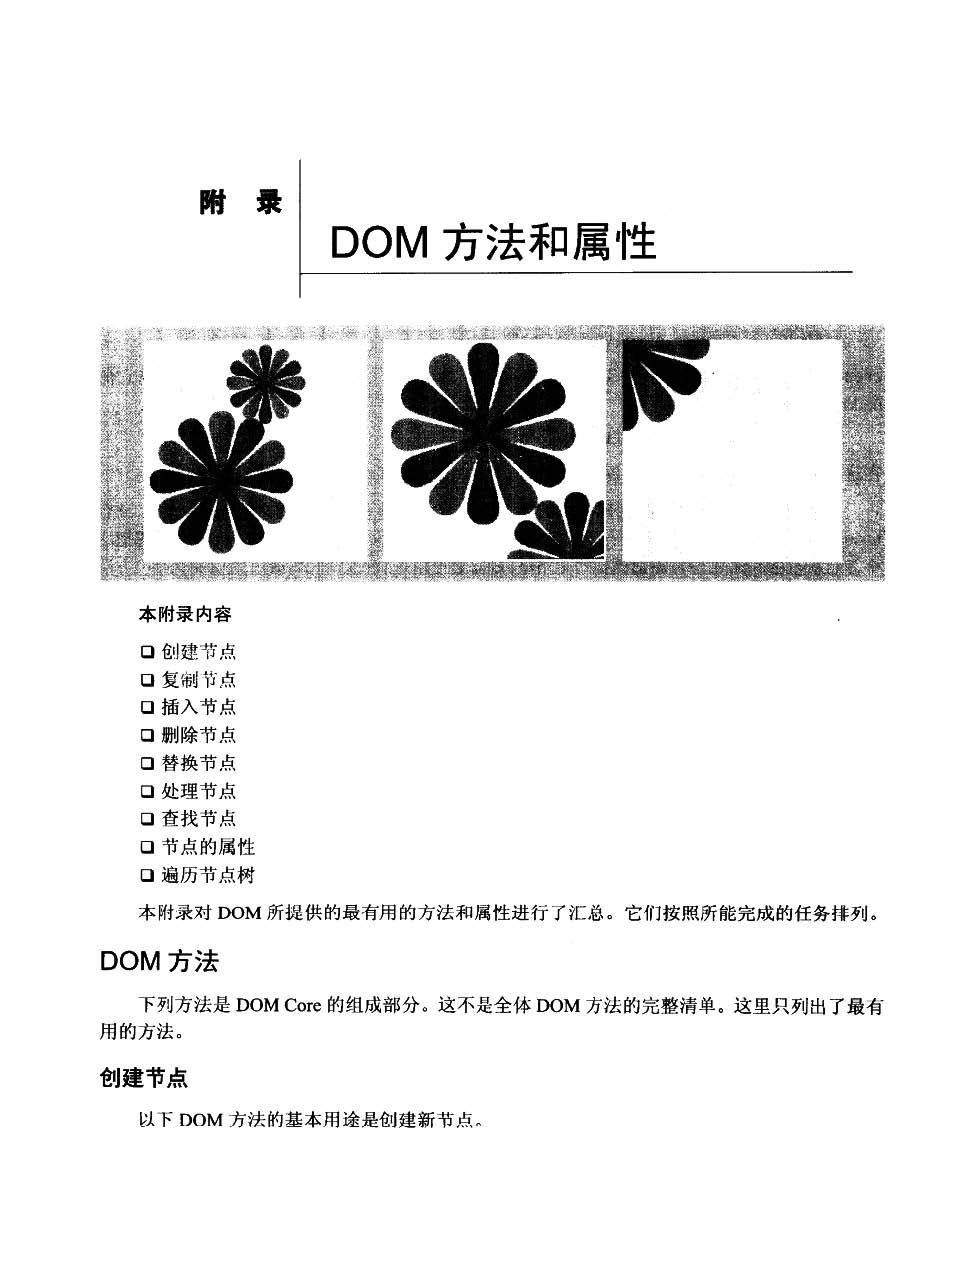 附 录
DOM 方法和属性
本附录内容
❑ 创建节点
❑ 复制节点
❑ 插入节点
❑ 删除节点
❑ 替换节点
❑ 处理节点
❑ 查找节点
❑ 节点的属性
❑ 遍历节点树
本附录对 DOM 所提供的最有用的方法和属性进行了汇总。它们按照所能完成的任务排列。
DOM 方法
下列方法是 DOM Core 的组成部分。这不是全体 DOM 方法的完整清单。这里只列出了最有
用的方法。
创建节点
以下 DOM 方法的基本用途是创建新节点。